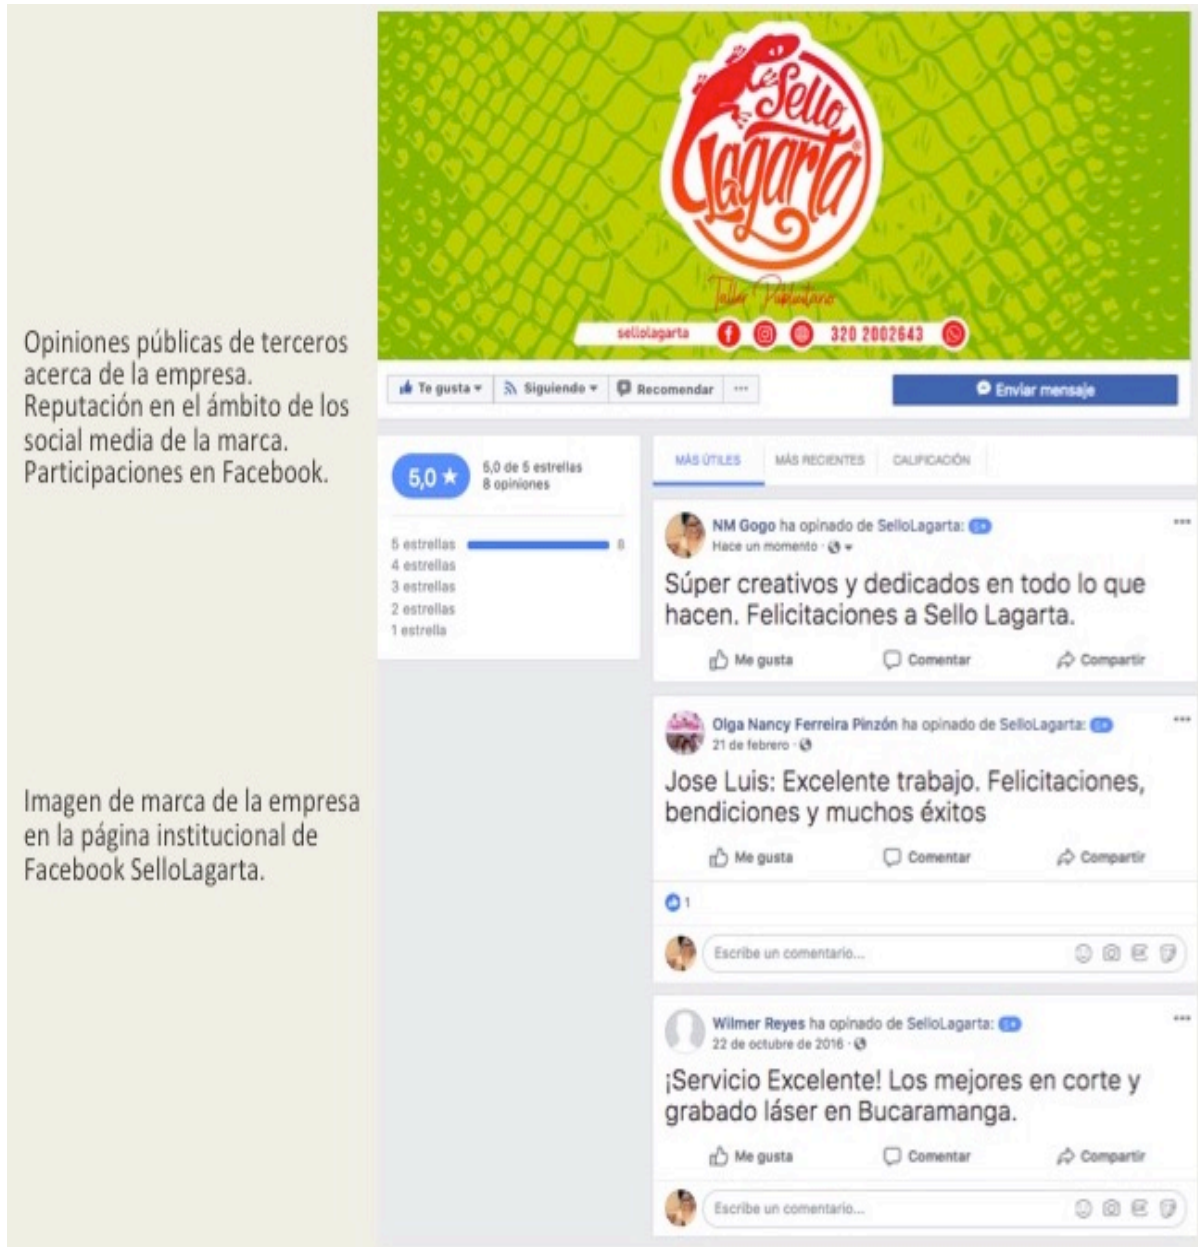 Opiniones públicas de terceros
acerca de la empresa.
Reputación en el ámbito de los
social media de la marca.
Participaciones en Facebook.
Imagen de marca de la empresa
en la página institucional de
Facebook SelloLagarta.
Sello
Lagarta
Taller Publicitario
sellolagarta 320 2002643
Te gusta Siguiendo Recomendar ... Enviar mensaje
5,0 ★
5,0 de 5 estrellas
8 opiniones
5 estrellas 8
4 estrellas
3 estrellas
2 estrellas
1 estrella
MÁS ÚTILES MÁS RECIENTES CALIFICACIÓN
NM Gogo ha opinado de SelloLagarta: 5★
Hace un momento ·
Súper creativos y dedicados en todo lo que
hacen. Felicitaciones a Sello Lagarta.
Me gusta Comentar Compartir
Olga Nancy Ferreira Pinzón ha opinado de SelloLagarta: 5★
21 de febrero ·
Jose Luis: Excelente trabajo. Felicitaciones,
bendiciones y muchos éxitos
Me gusta Comentar Compartir
1
Escribe un comentario...
Wilmer Reyes ha opinado de SelloLagarta: 5★
22 de octubre de 2016 ·
¡Servicio Excelente! Los mejores en corte y
grabado láser en Bucaramanga.
Me gusta Comentar Compartir
Escribe un comentario...